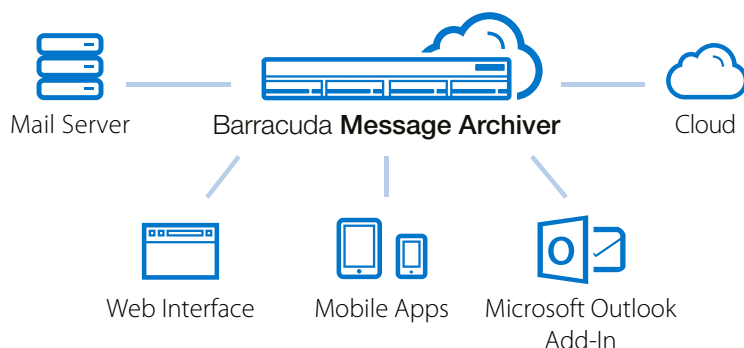 Mail Server
Barracuda Message Archiver
Cloud
Web Interface
Mobile Apps
Microsoft Outlook
Add-In